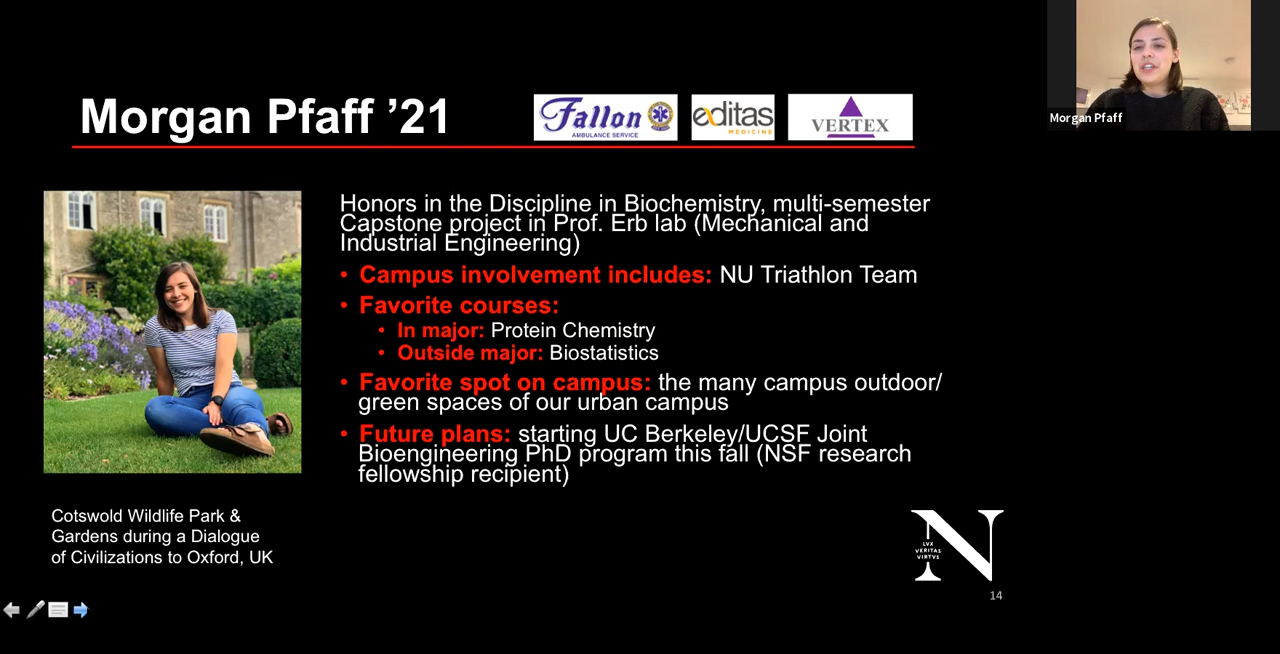 Morgan Pfaff ’21
Fallon
AMBULANCE SERVICE
editas
MEDICINE
VERTEX
Morgan Pfaff
Honors in the Discipline in Biochemistry, multi-semester
Capstone project in Prof. Erb lab (Mechanical and
Industrial Engineering)
• Campus involvement includes: NU Triathlon Team
• Favorite courses:
• In major: Protein Chemistry
• Outside major: Biostatistics
• Favorite spot on campus: the many campus outdoor/
green spaces of our urban campus
• Future plans: starting UC Berkeley/UCSF Joint
Bioengineering PhD program this fall (NSF research
fellowship recipient)
Cotswold Wildlife Park &
Gardens during a Dialogue
of Civilizations to Oxford, UK
N
LVX
VERITAS
VIRTVS
14